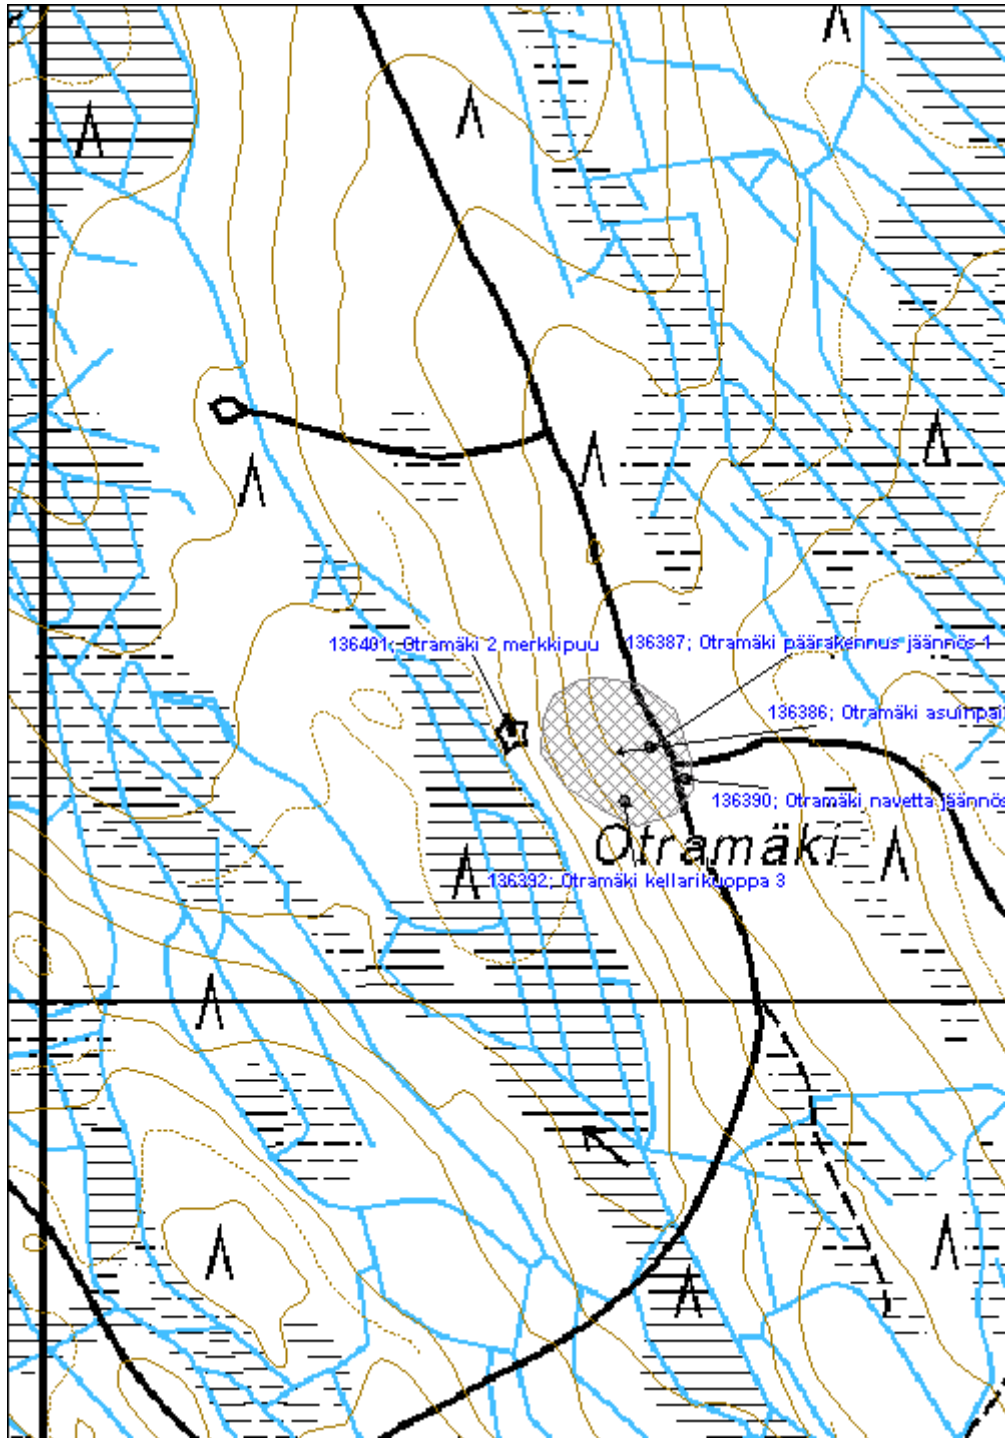 136401; Otramäki 2 merkkipuu
136387; Otramäki päärakennus jäännös 1
136386; Otramäki asuinpai
136390; Otramäki navetta jäännös
Otramäki
136392; Otramäki kellarikuoppa 3